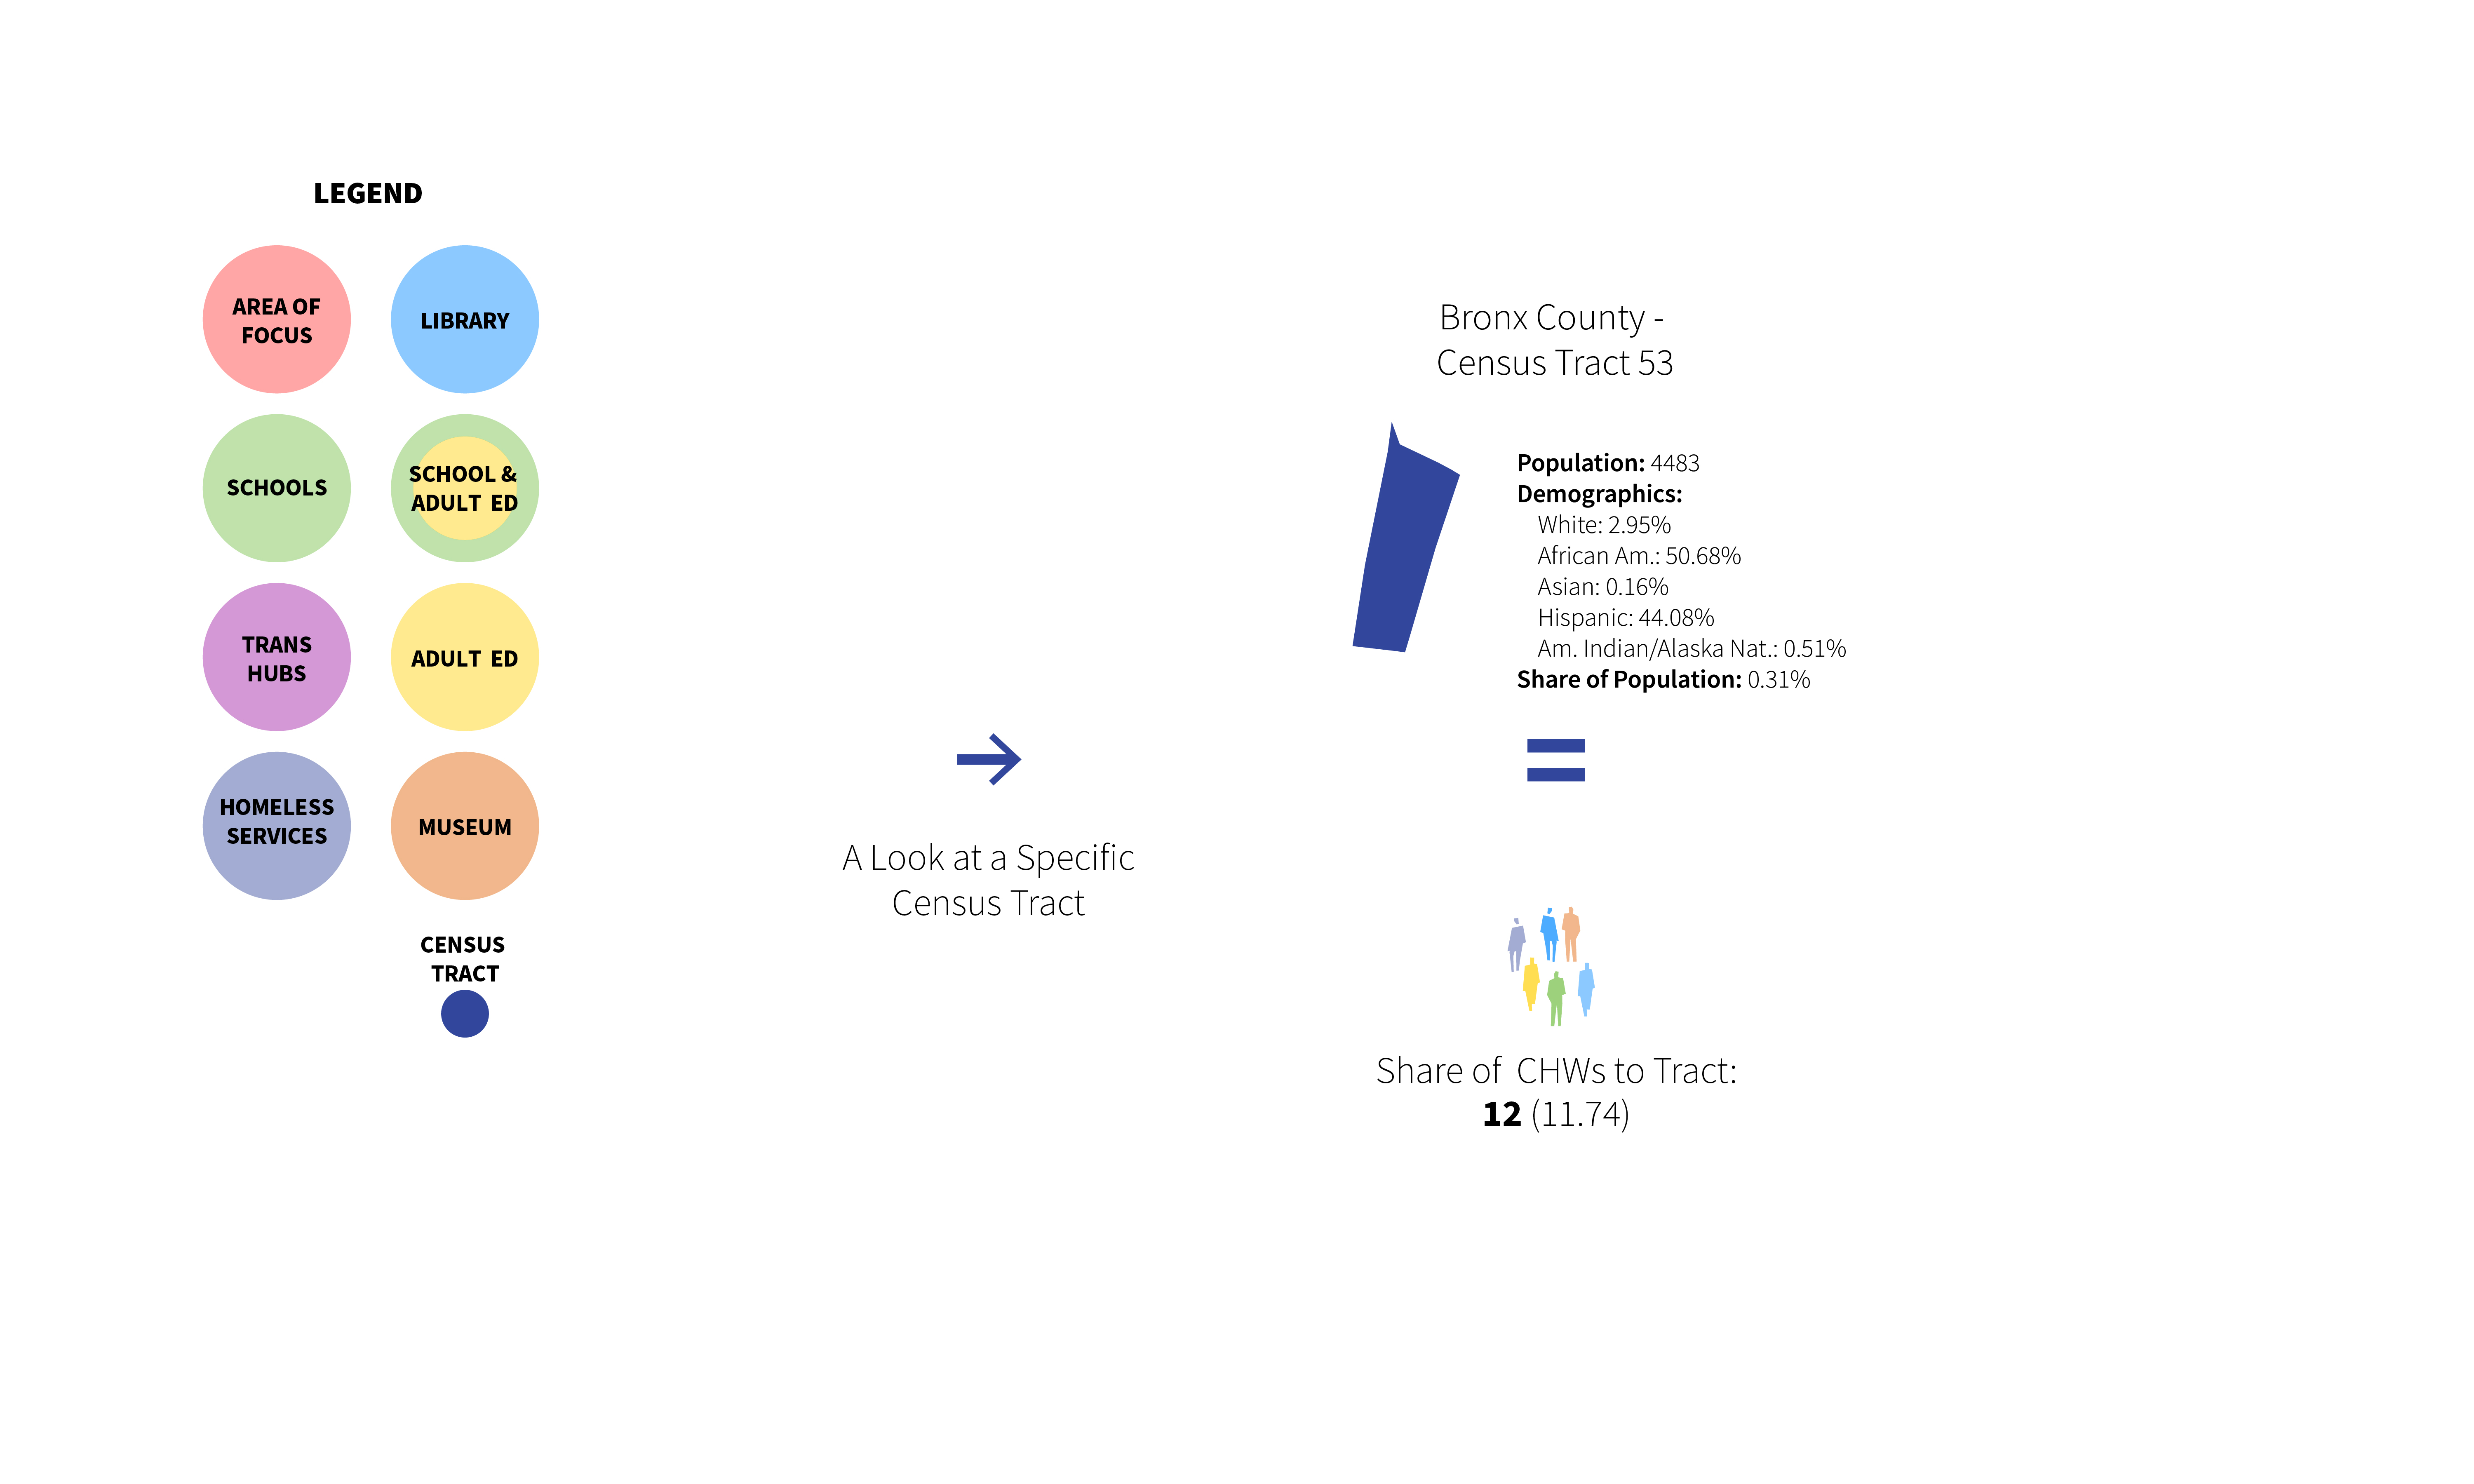 LEGEND
AREA OF
FOCUS
LIBRARY
SCHOOLS
SCHOOL &
ADULT ED
TRANS
HUBS
ADULT ED
HOMELESS
SERVICES
MUSEUM
CENSUS
TRACT
A Look at a Specific
Census Tract
Bronx County -
Census Tract 53
Population: 4483
Demographics:
White: 2.95%
African Am.: 50.68%
Asian: 0.16%
Hispanic: 44.08%
Am. Indian/Alaska Nat.: 0.51%
Share of Population: 0.31%
Share of CHWs to Tract:
12 (11.74)